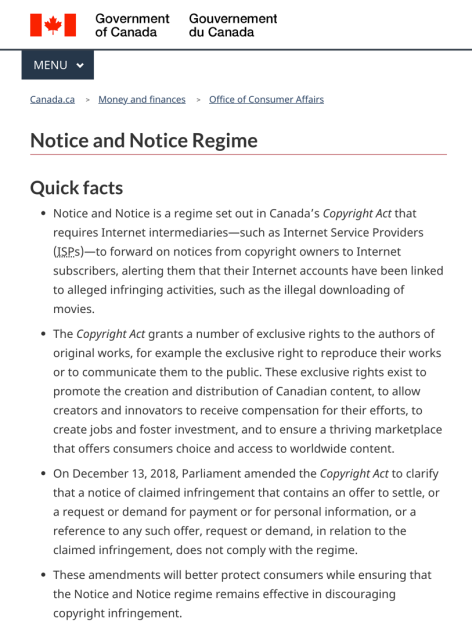 Government of Canada
Gouvernement du Canada
MENU
Canada.ca > Money and finances > Office of Consumer Affairs
Notice and Notice Regime
Quick facts
• Notice and Notice is a regime set out in Canada's Copyright Act that
requires Internet intermediaries—such as Internet Service Providers
(ISPs)—to forward on notices from copyright owners to Internet
subscribers, alerting them that their Internet accounts have been linked
to alleged infringing activities, such as the illegal downloading of
movies.
• The Copyright Act grants a number of exclusive rights to the authors of
original works, for example the exclusive right to reproduce their works
or to communicate them to the public. These exclusive rights exist to
promote the creation and distribution of Canadian content, to allow
creators and innovators to receive compensation for their efforts, to
create jobs and foster investment, and to ensure a thriving marketplace
that offers consumers choice and access to worldwide content.
• On December 13, 2018, Parliament amended the Copyright Act to clarify
that a notice of claimed infringement that contains an offer to settle, or
a request or demand for payment or for personal information, or a
reference to any such offer, request or demand, in relation to the
claimed infringement, does not comply with the regime.
• These amendments will better protect consumers while ensuring that
the Notice and Notice regime remains effective in discouraging
copyright infringement.